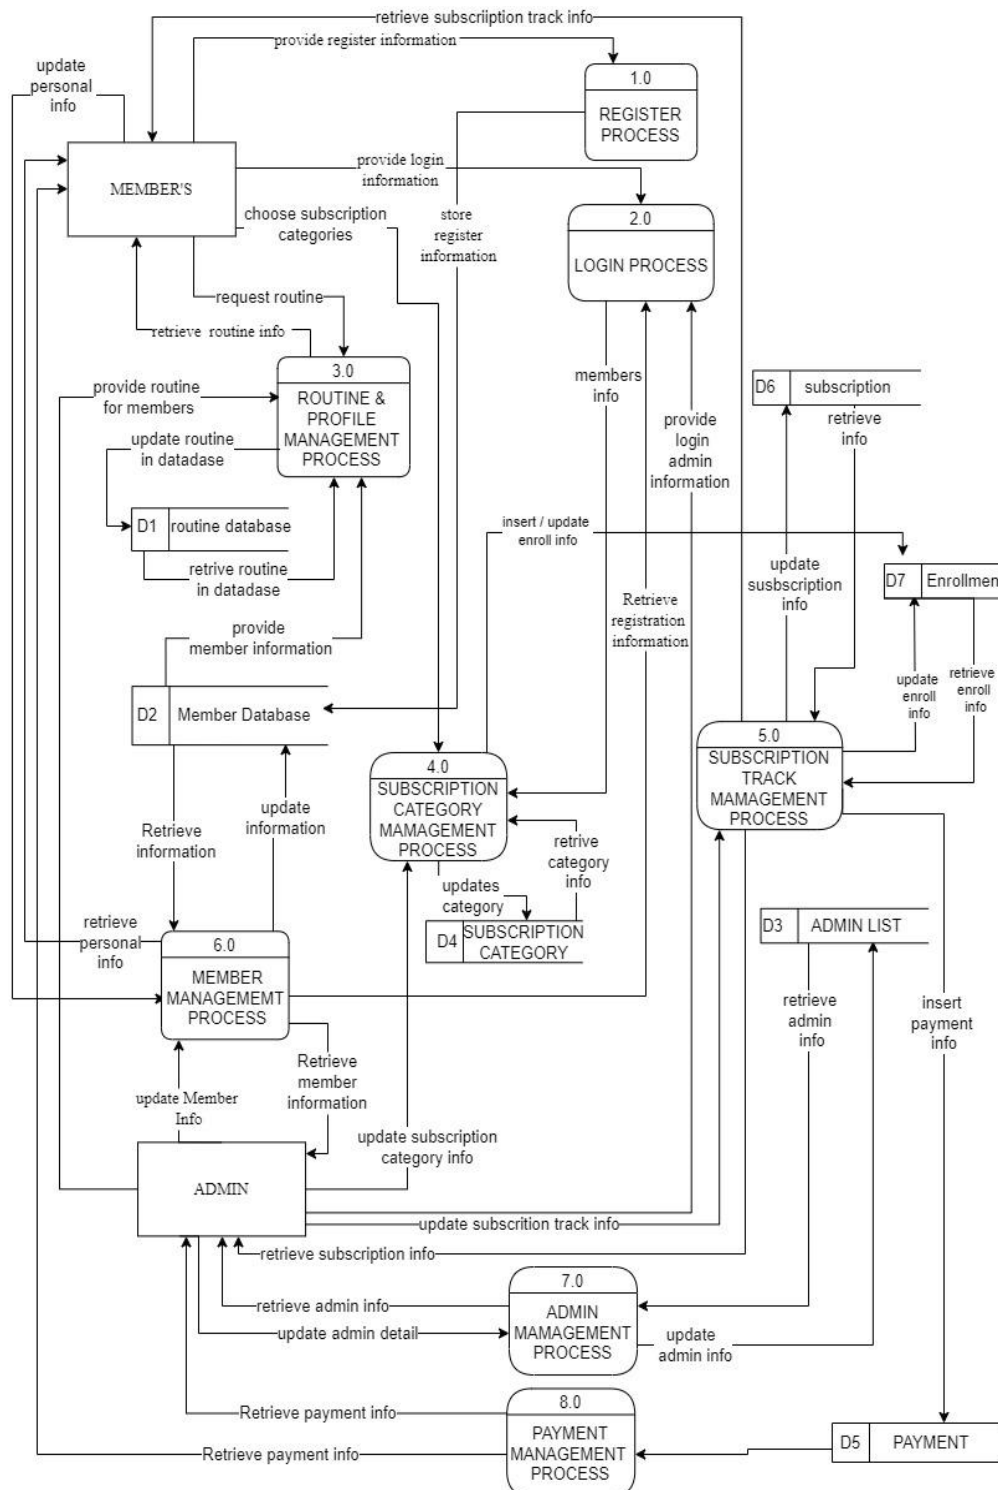 retrieve subscriiption track info
provide register information
update
personal
info
1.0
REGISTER
PROCESS
MEMBER'S
provide login
information
choose subscription
categories
store
register
information
2.0
LOGIN PROCESS
request routine
retrieve routine info
3.0
ROUTINE &
PROFILE
MANAGEMENT
PROCESS
provide routine
for members
update routine
in datadase
members
info
provide
login
admin
information
D6
subscription
retrieve
info
D1
routine database
retrive routine
in datadase
insert / update
enroll info
D7
Enrollmen
update
susbscription
info
Retrieve
registration
information
provide
member information
update
enroll
info
retrieve
enroll
info
D2
Member Database
4.0
SUBSCRIPTION
CATEGORY
MAMAGEMENT
PROCESS
5.0
SUBSCRIPTION
TRACK
MAMAGEMENT
PROCESS
Retrieve
information
update
information
retrive
category
info
updates
category
D4
SUBSCRIPTION
CATEGORY
retrieve
personal
info
6.0
MEMBER
MANAGEMEMT
PROCESS
D3
ADMIN LIST
retrieve
admin
info
insert
payment
info
Retrieve
member
information
update Member
Info
update subscription
category info
ADMIN
update subscrition track info
retrieve subscription info
7.0
ADMIN
MAMAGEMENT
PROCESS
retrieve admin info
update admin detail
update
admin info
8.0
PAYMENT
MANAGEMENT
PROCESS
Retrieve payment info
Retrieve payment info
D5
PAYMENT